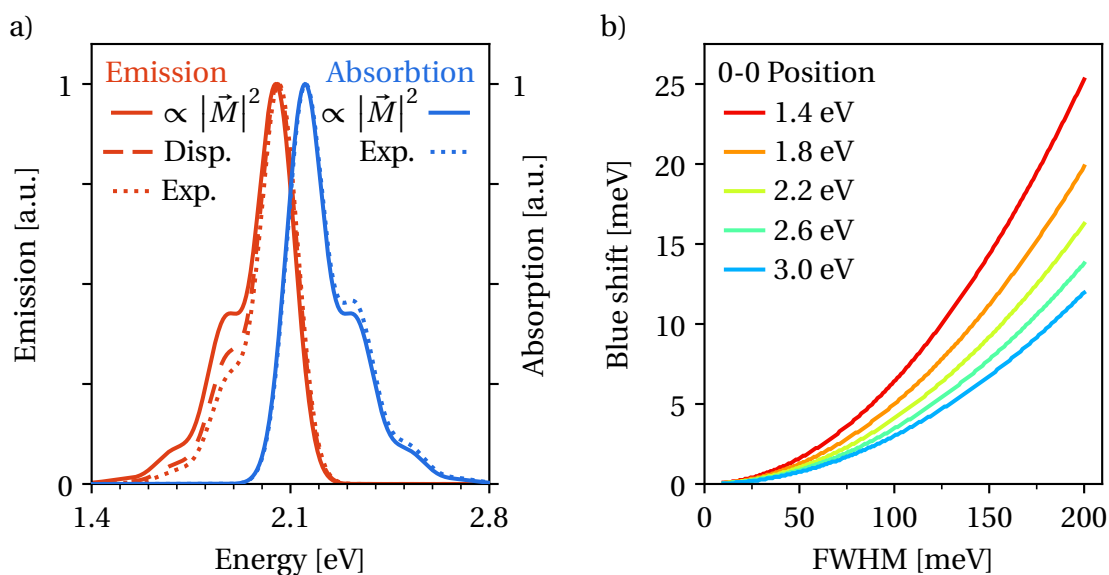 a)
Emission
Absorbtion
∝ |M⃗|²
∝ |M⃗|²
Disp.
Exp.
Exp.
1
0
1
Emission [a.u.]
Absorption [a.u.]
1.4
2.1
2.8
Energy [eV]
b)
0-0 Position
1.4 eV
1.8 eV
2.2 eV
2.6 eV
3.0 eV
25
20
15
10
5
0
Blue shift [meV]
0
50
100
150
200
FWHM [meV]